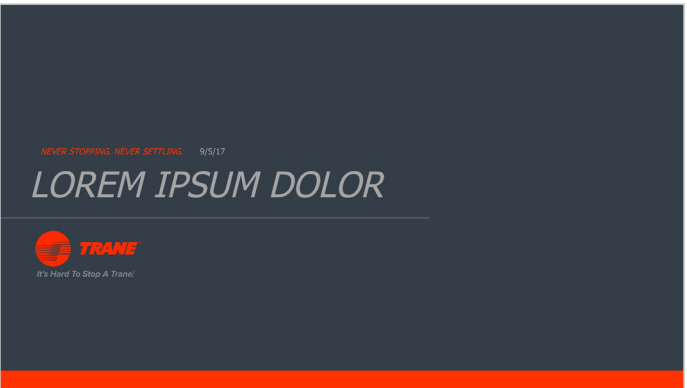 NEVER STOPPING. NEVER SETTLING. 9/5/17
LOREM IPSUM DOLOR
TRANE
It's Hard To Stop A Trane.